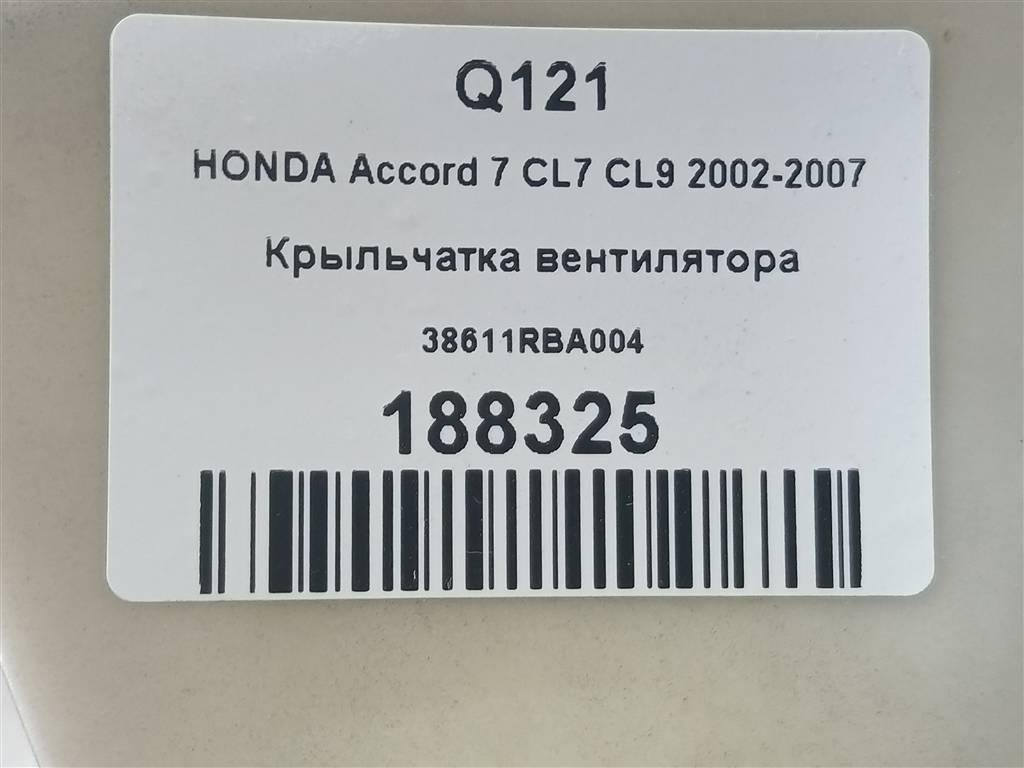 Q121
HONDA Accord 7 CL7 CL9 2002-2007
Крыльчатка вентилятора
38611RBA004
188325